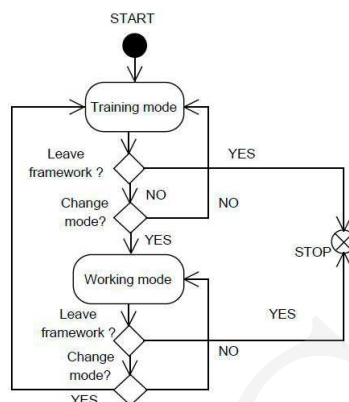 START
Training mode
Leave
framework ?
YES
NO
Change
mode?
NO
YES
STOP
Working mode
Leave
framework ?
YES
Change
mode?
NO
YES